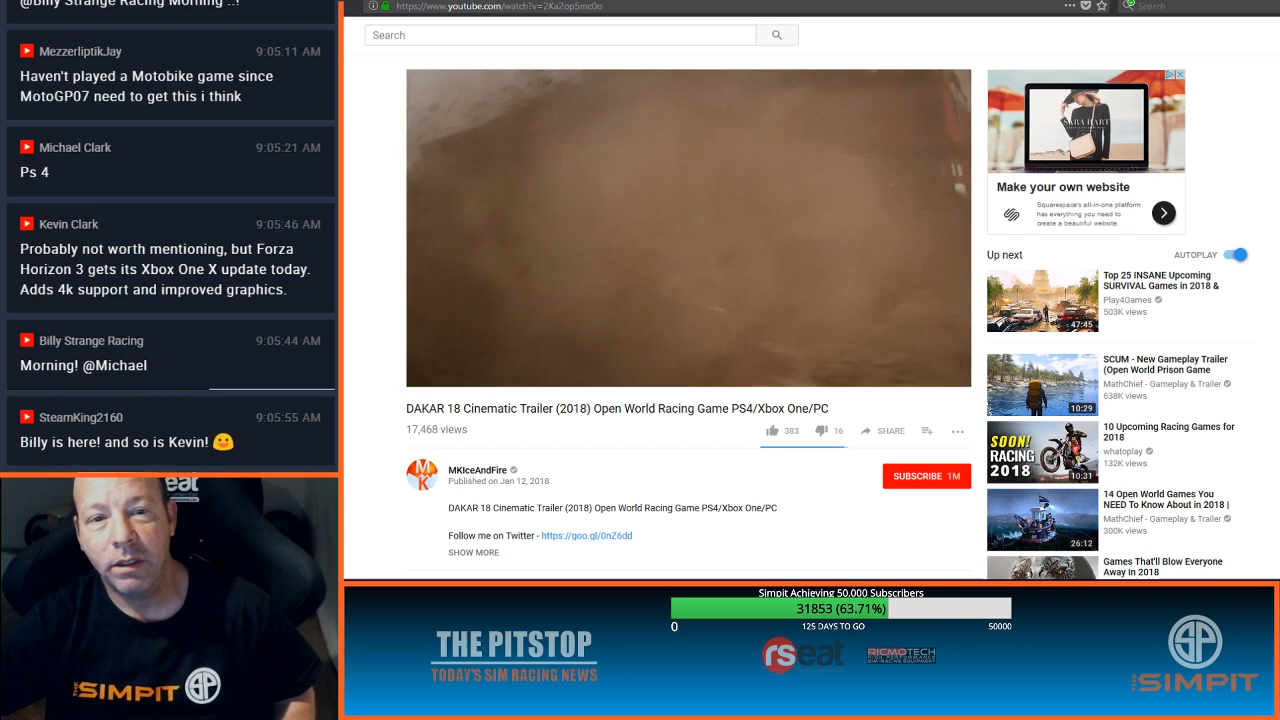 @Billy Strange Racing Morning ..!
MezzerliptikJay 9:05:11 AM
Haven't played a Motobike game since
MotoGP07 need to get this i think
Michael Clark 9:05:21 AM
Ps 4
Kevin Clark 9:05:46 AM
Probably not worth mentioning, but Forza
Horizon 3 gets its Xbox One X update today.
Adds 4k support and improved graphics.
Billy Strange Racing 9:05:44 AM
Morning! @Michael
SteamKing2160 9:05:55 AM
Billy is here! and so is Kevin!
seat
THE SIMPIT
https://www.youtube.com/watch?v=2Ka2op5mc0o
Search
Search
DAKAR 18 Cinematic Trailer (2018) Open World Racing Game PS4/Xbox One/PC
17,468 views
383 16 SHARE
MKIceAndFire
Published on Jan 12, 2018
SUBSCRIBE 1M
DAKAR 18 Cinematic Trailer (2018) Open World Racing Game PS4/Xbox One/PC
Follow me on Twitter - https://goo.gl/0nZ6dd
SHOW MORE
SARA HART
Make your own website
Squarespace's all-in-one platform
has everything you need to
create a beautiful website.
Up next AUTOPLAY
Top 25 INSANE Upcoming
SURVIVAL Games in 2018 &
Play4Games
503K views
47:45
SCUM - New Gameplay Trailer
(Open World Prison Game
MathChief - Gameplay & Trailer
638K views
10:29
SOON!
RACING
2018
10:31
10 Upcoming Racing Games for
2018
whatoplay
132K views
14 Open World Games You
NEED To Know About in 2018 |
MathChief - Gameplay & Trailer
300K views
26:12
Games That'll Blow Everyone
Away In 2018
Simpit Achieving 50,000 Subscribers
31853 (63.71%)
0 125 DAYS TO GO 50000
THE PITSTOP
TODAY'S SIM RACING NEWS
rseat
RICMOTECH
HIGH PERFORMANCE
SIM-RACING EQUIPMENT
THE SIMPIT